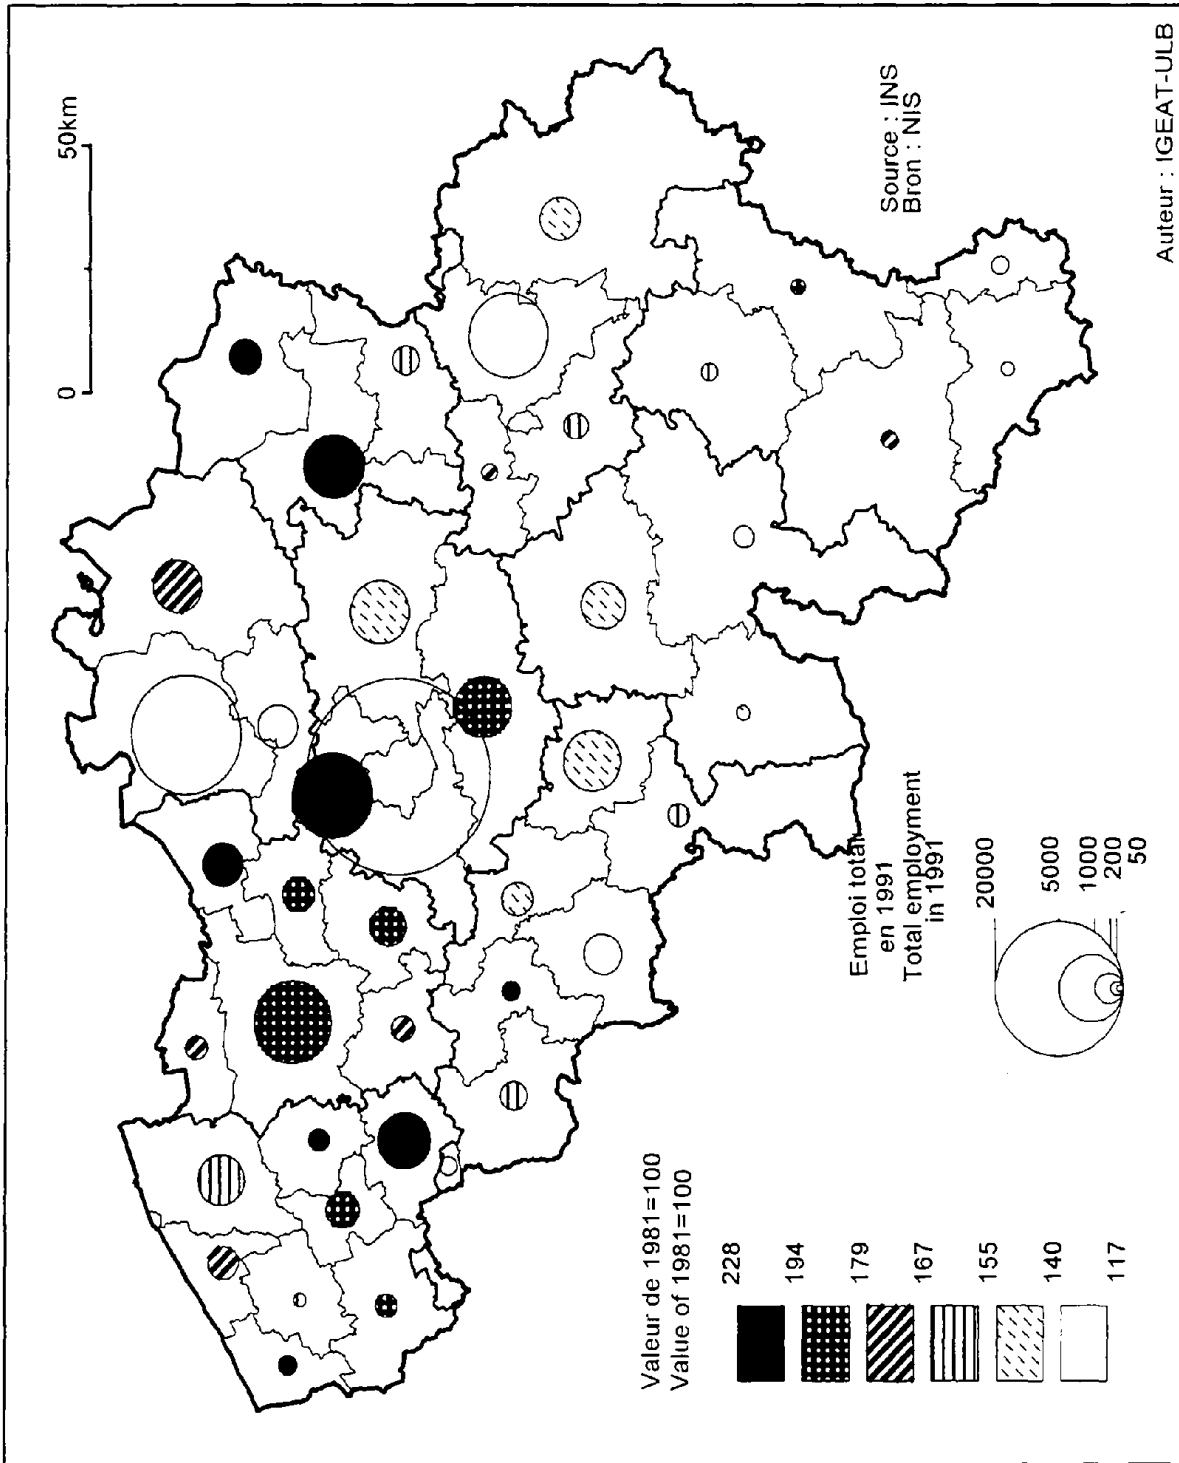 0 50km
Source : INS
Bron : NIS
Auteur : IGEAT-ULB
Emploi total
en 1991
Total employment
in 1991
20000
5000
1000
200
50
Valeur de 1981=100
Value of 1981=100
228
194
179
167
155
140
117